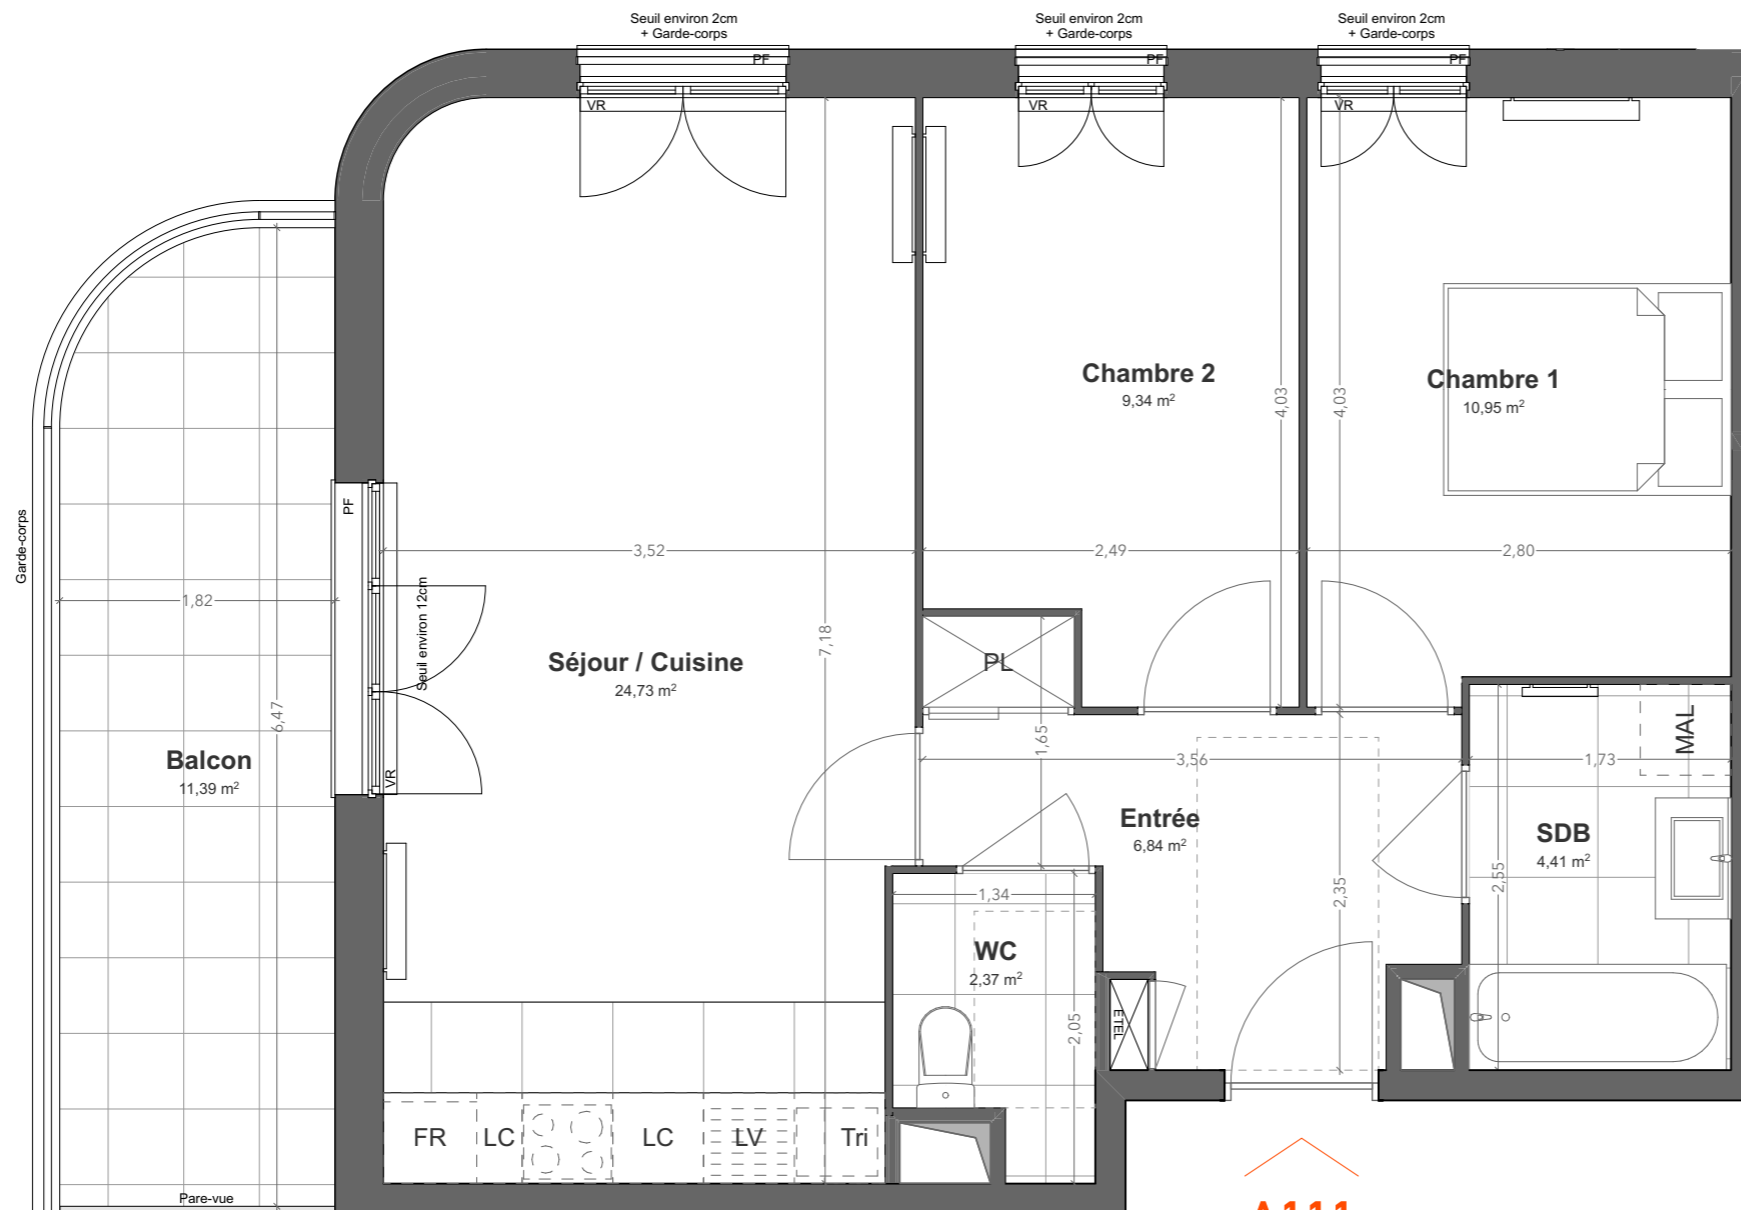 Seuil environ 2cm
+ Garde-corps
Seuil environ 2cm
+ Garde-corps
Seuil environ 2cm
+ Garde-corps
PF
PF
PF
VR
VR
VR
Chambre 2
9,34 m²
Chambre 1
10,95 m²
4,03
4,03
Garde-corps
PF
3,52
2,49
2,80
1,82
Seuil environ 12cm
7,18
Séjour / Cuisine
24,73 m²
PL
6,47
1,65
MAL
Balcon
11,39 m²
VR
3,56
1,73
Entrée
6,84 m²
SDB
4,41 m²
2,55
2,35
1,34
WC
2,37 m²
2,05
ETEL
FR
LC
LC
LV
Tri
Pare-vue
A111